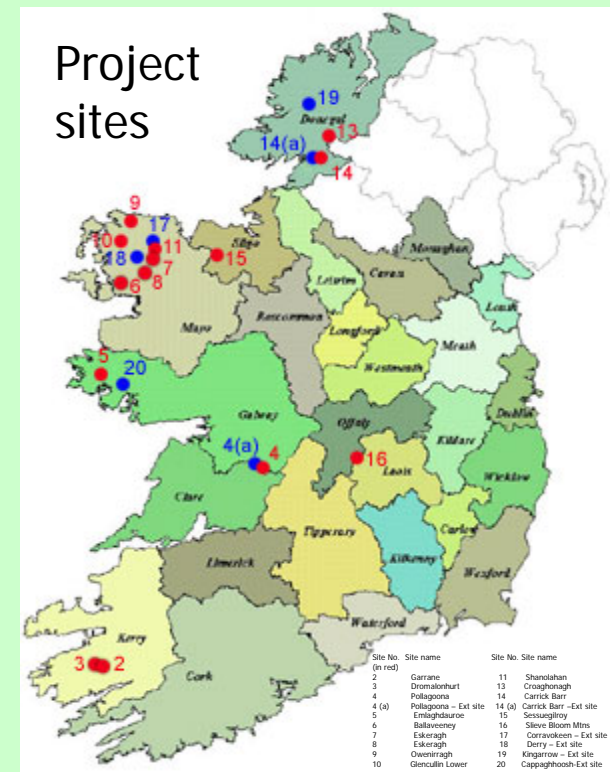 Project
sites
19
Donegal
13
14(a)
14
9
17
10
11
18
7
8
6
15
Sligo
Monaghan
Leitrim
Cavan
Louth
Mayo
Roscommon
Longford
Meath
Westmeath
5
20
Galway
Dublin
Offaly
4(a)
4
16
Kildare
Laois
Wicklow
Clare
Tipperary
Carlow
Limerick
Kilkenny
Wexford
Waterford
Kerry
3
2
Cork
Site No. Site name Site No. Site name
(in red)
2 Garrane 11 Shanolahan
3 Dromalonhurt 13 Croaghonagh
4 Pollagoona 14 Carrick Barr
4 (a) Pollagoona – Ext site 14 (a) Carrick Barr –Ext site
5 Emlaghdauroe 15 Sessuegilroy
6 Ballaveeney 16 Slieve Bloom Mtns
7 Eskeragh 17 Corravokeen – Ext site
8 Eskeragh 18 Derry – Ext site
9 Owenirragh 19 Kingarrow – Ext site
10 Glencullin Lower 20 Cappaghhoosh-Ext site